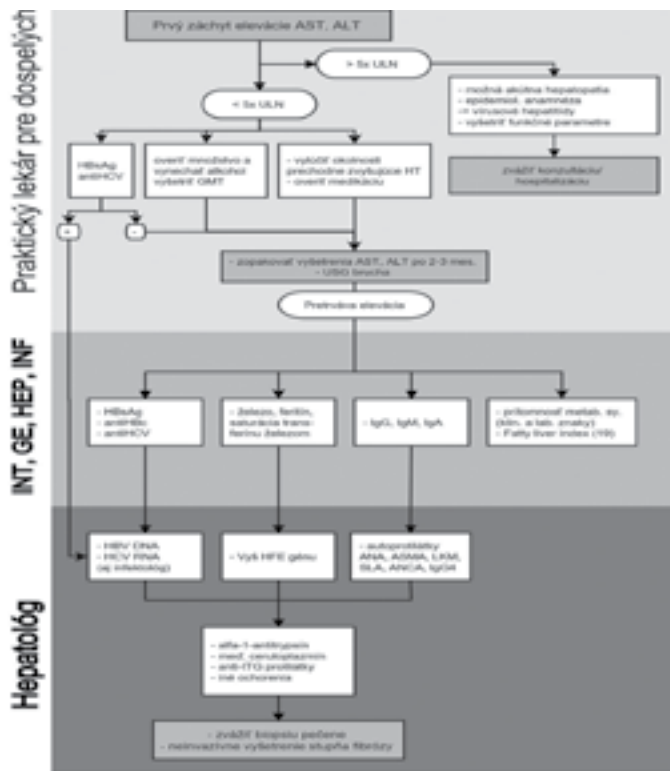 Praktický lekár pre dospelých
Prvý záchyt elevácie AST, ALT
> 5x ULN
< 5x ULN
- možná akútna hepatopatia
- epidemiol. anamnéza
-> vírusové hepatitídy
- vyšetriť funkčné parametre
zvážiť konzultáciu/
hospitalizáciu
HBsAg
antiHCV
overiť množstvo a
vynechať alkohol
vyšetriť GMT
- vylúčiť okolnosti
prechodne zvyšujúce HT
- overiť medikáciu
+
-
- zopakovať vyšetrenia AST, ALT po 2-3 mes.
- USG brucha
Pretrváva elevácia
INT, GE, HEP, INF
- HBsAg
- antiHBc
- antiHCV
- železo, feritín,
saturácia trans-
ferínu železom
- IgG, IgM, IgA
- prítomnosť metab. sy.
(klin. a lab. znaky)
- Fatty liver index (19)
Hepatológ
- HBV DNA
- HCV RNA
(aj infektológ)
- Vyš HFE génu
- autoprotilátky
ANA, ASMA, LKM,
SLA, ANCA, IgG4
- alfa-1-antitrypsín
- meď, ceruloplazmín
- anti-tTG protilátky
- iné ochorenia
- zvážiť biopsiu pečene
- neinvazívne vyšetrenie stupňa fibrózy